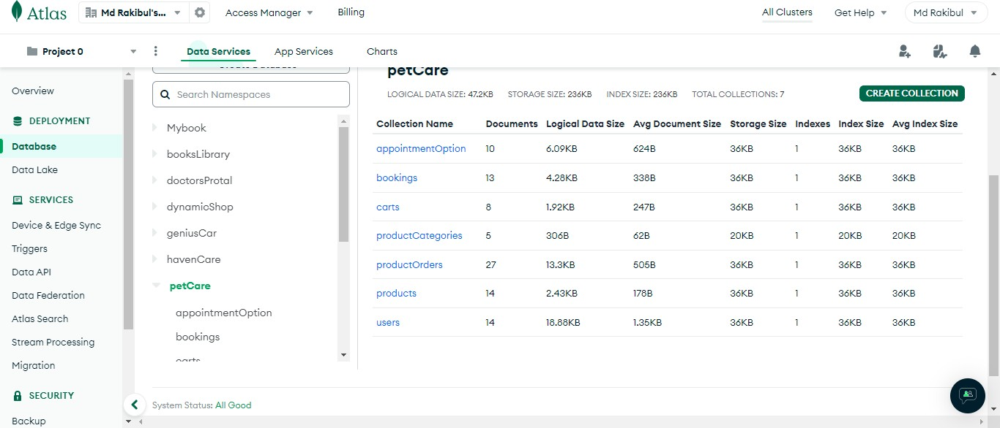 Atlas
Md Rakibul's...
Access Manager
Billing
All Clusters
Get Help
Md Rakibul
Project 0
Data Services
App Services
Charts
Overview
DEPLOYMENT
Database
Data Lake
SERVICES
Device & Edge Sync
Triggers
Data API
Data Federation
Atlas Search
Stream Processing
Migration
SECURITY
Backup
Create Database
Search Namespaces
Mybook
booksLibrary
doctorsProtal
dynamicShop
geniusCar
havenCare
petCare
appointmentOption
bookings
carts
petCare
LOGICAL DATA SIZE: 47.2KB STORAGE SIZE: 236KB INDEX SIZE: 236KB TOTAL COLLECTIONS: 7
CREATE COLLECTION
Collection Name Documents Logical Data Size Avg Document Size Storage Size Indexes Index Size Avg Index Size
appointmentOption 10 6.09KB 624B 36KB 1 36KB 36KB
bookings 13 4.28KB 338B 36KB 1 36KB 36KB
carts 8 1.92KB 247B 36KB 1 36KB 36KB
productCategories 5 306B 62B 20KB 1 20KB 20KB
productOrders 27 13.3KB 505B 36KB 1 36KB 36KB
products 14 2.43KB 178B 36KB 1 36KB 36KB
users 14 18.88KB 1.35KB 36KB 1 36KB 36KB
System Status: All Good